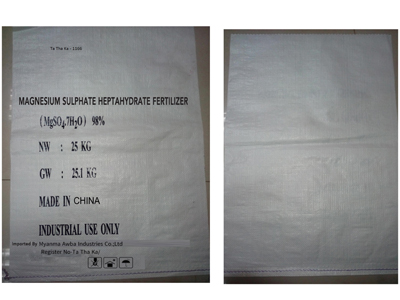 Ta Tha Ka : 1330
MAGNESIUM SULPHATE HEPTAHYDRATE FERTILIZER
(MgSO₄.7H₂O) 98%
NW : 25 KG
GW : 25.1 KG
MADE IN CHINA
INDUSTRIAL USE ONLY
Imported By Myanma Awba Industries Co.;Ltd
Register No-Ta Tha Ka/